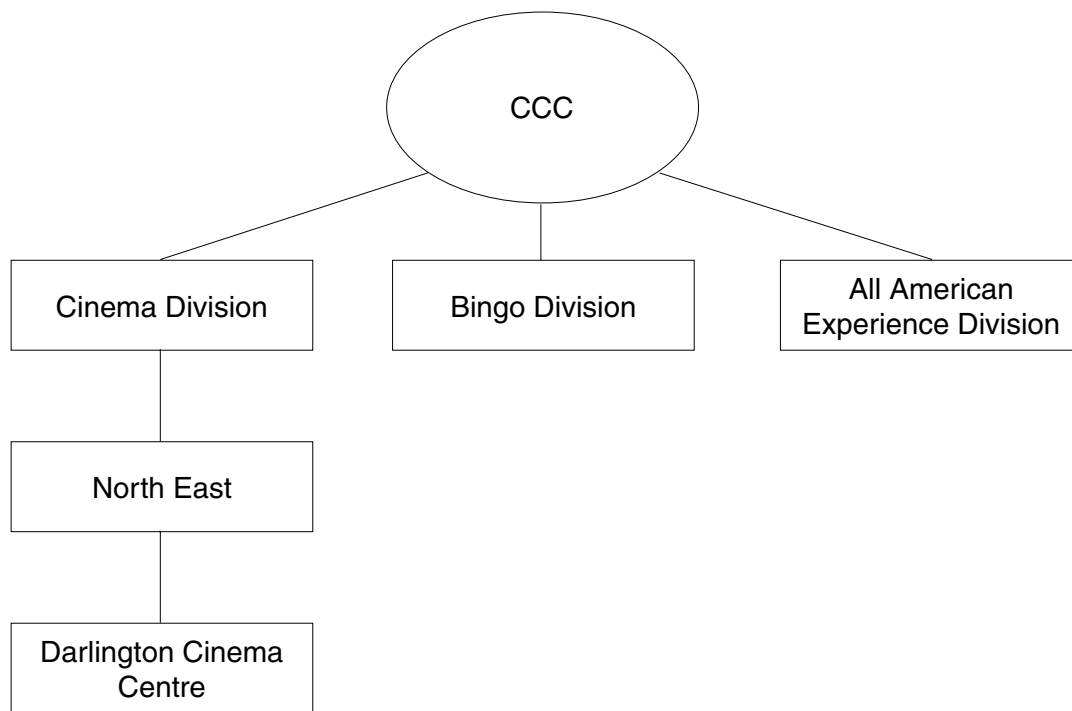 CCC
Cinema Division
Bingo Division
All American
Experience Division
North East
Darlington Cinema
Centre